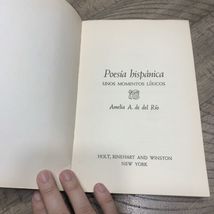 Poesía hispánica
UNOS MOMENTOS LÍRICOS
Amelia A. de del Río
HOLT, RINEHART AND WINSTON
NEW YORK